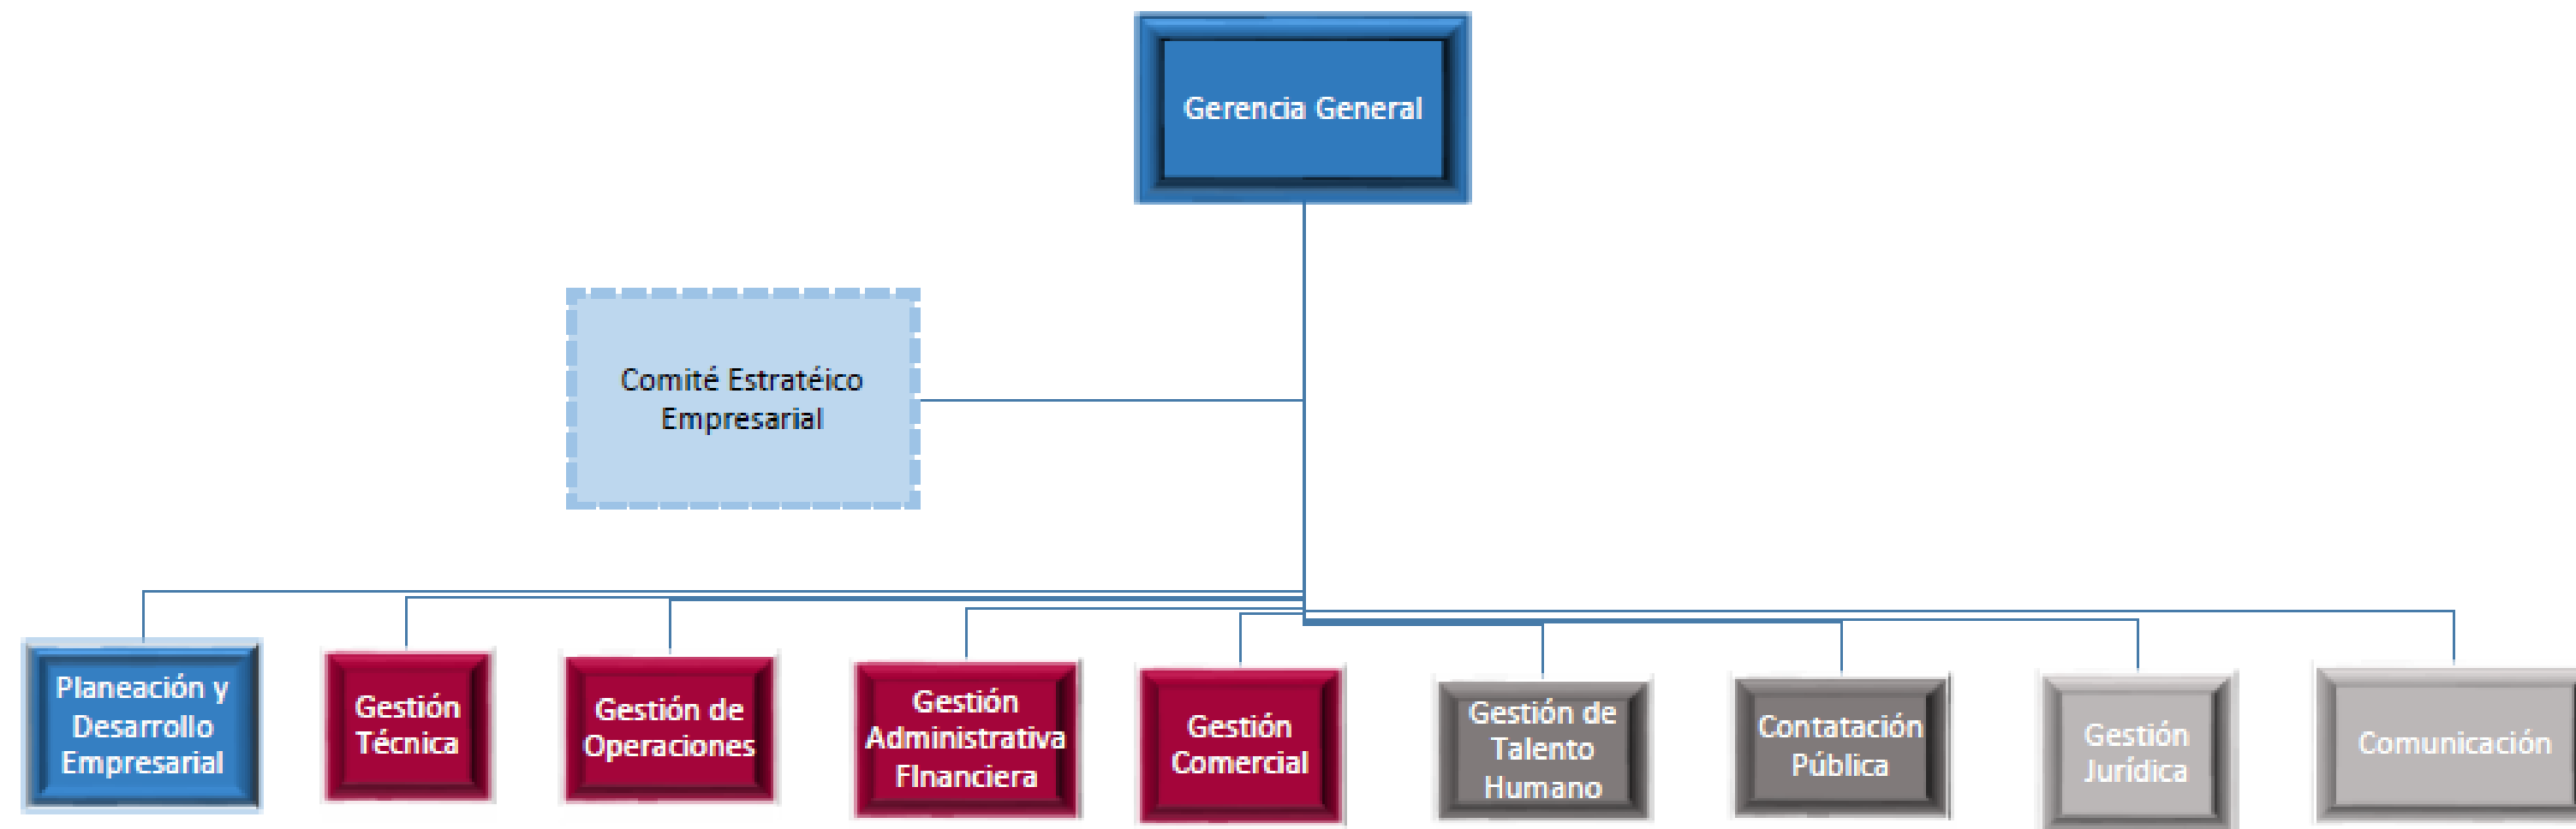 Gerencia General
Comité Estratéico
Empresarial
Planeación y
Desarrollo
Empresarial
Gestión
Técnica
Gestión de
Operaciones
Gestión
Administrativa
FInanciera
Gestión
Comercial
Gestión de
Talento
Humano
Contatación
Pública
Gestión
Jurídica
Comunicación